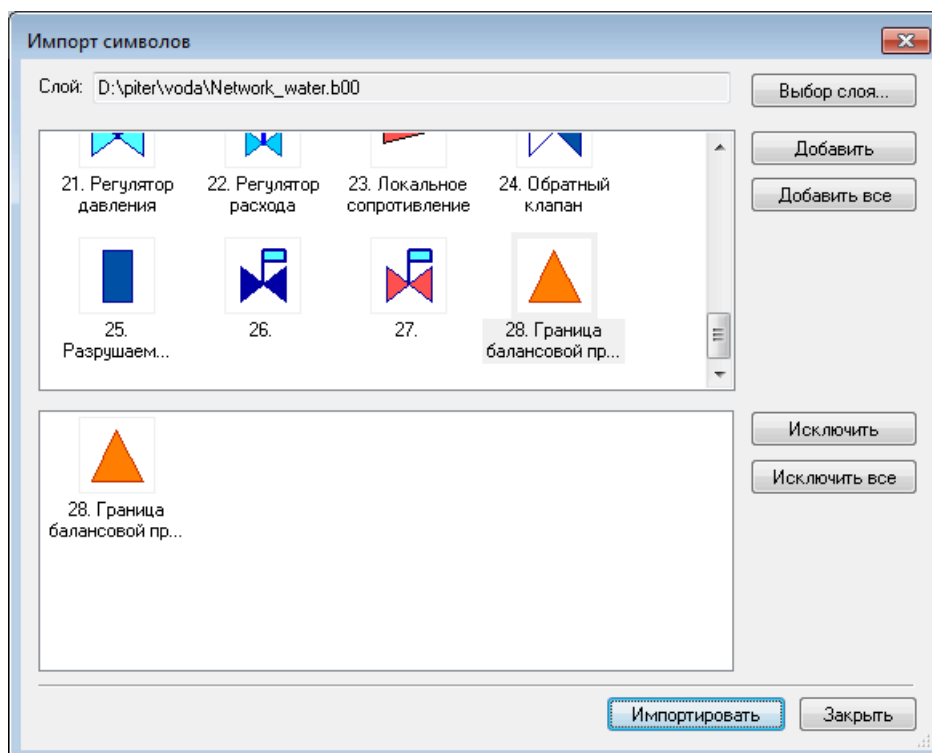 Импорт символов
Слой: D:\piter\voda\Network_water.b00
Выбор слоя...
Добавить
Добавить все
21. Регулятор давления
22. Регулятор расхода
23. Локальное сопротивление
24. Обратный клапан
25. Разрушаем...
26.
27.
28. Граница балансовой пр...
Исключить
Исключить все
28. Граница балансовой пр...
Импортировать
Закрыть